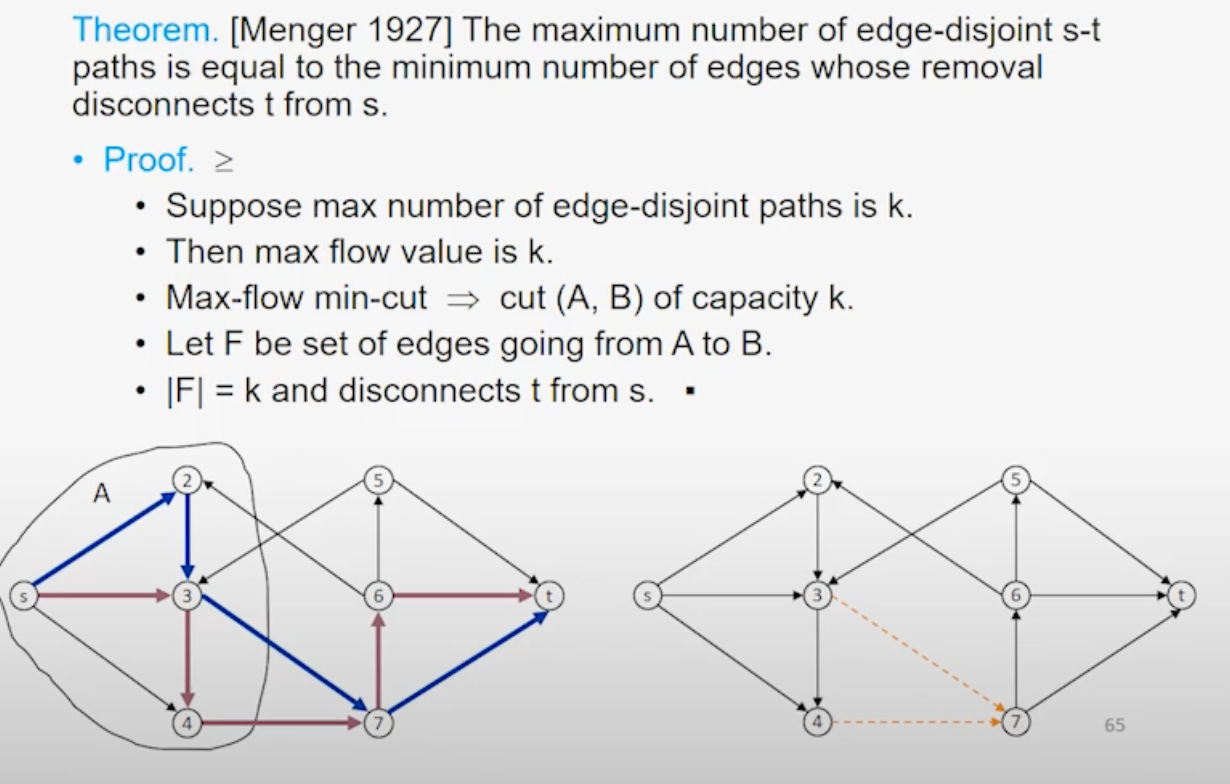 Theorem. [Menger 1927] The maximum number of edge-disjoint s-t
paths is equal to the minimum number of edges whose removal
disconnects t from s.
• Proof. ≥
• Suppose max number of edge-disjoint paths is k.
• Then max flow value is k.
• Max-flow min-cut ⇒ cut (A, B) of capacity k.
• Let F be set of edges going from A to B.
• |F| = k and disconnects t from s. ▪
A
2
5
s
3
6
t
4
7
2
5
s
3
6
t
4
7
65